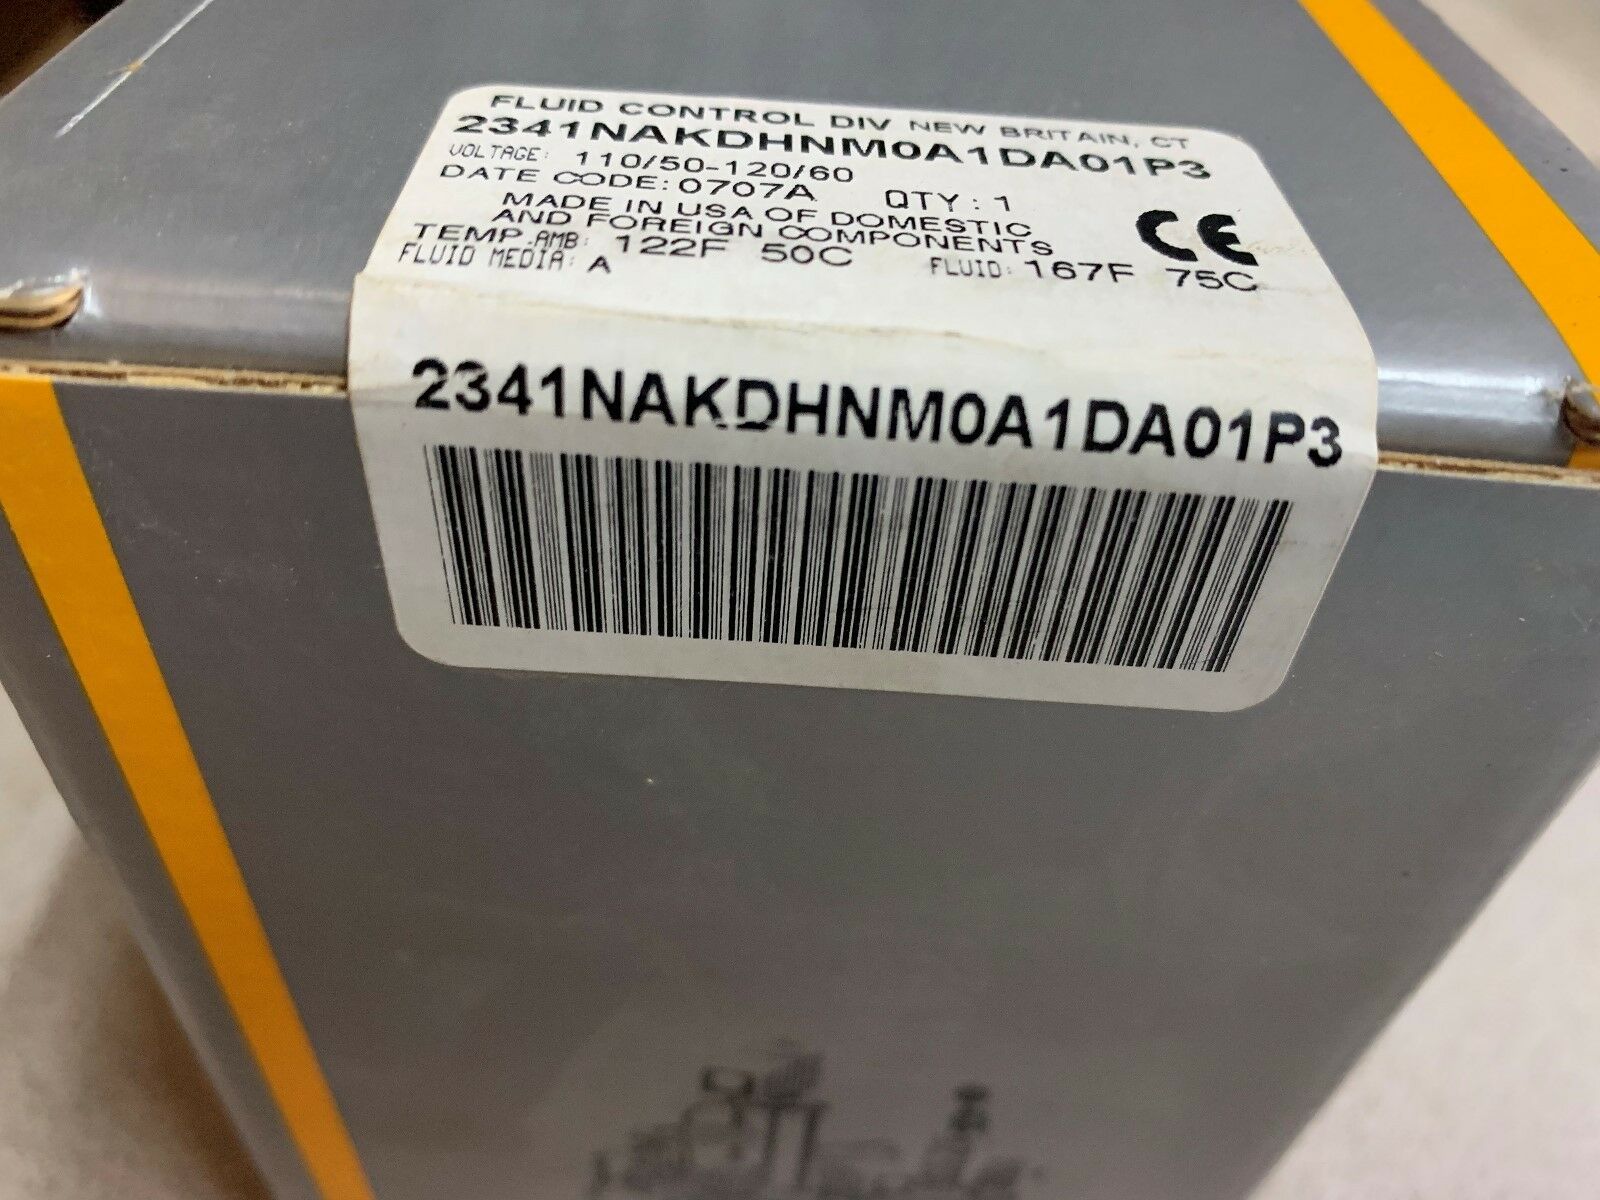 FLUID CONTROL DIV NEW BRITAIN, CT
2341NAKDHNM0A1DA01P3
VOLTAGE: 110/50-120/60
DATE CODE: 0707A QTY: 1
MADE IN USA OF DOMESTIC
AND FOREIGN COMPONENTS
TEMP. AMB: 122F 50C FLUID: 167F 75C
FLUID MEDIA: A
CE
2341NAKDHNM0A1DA01P3